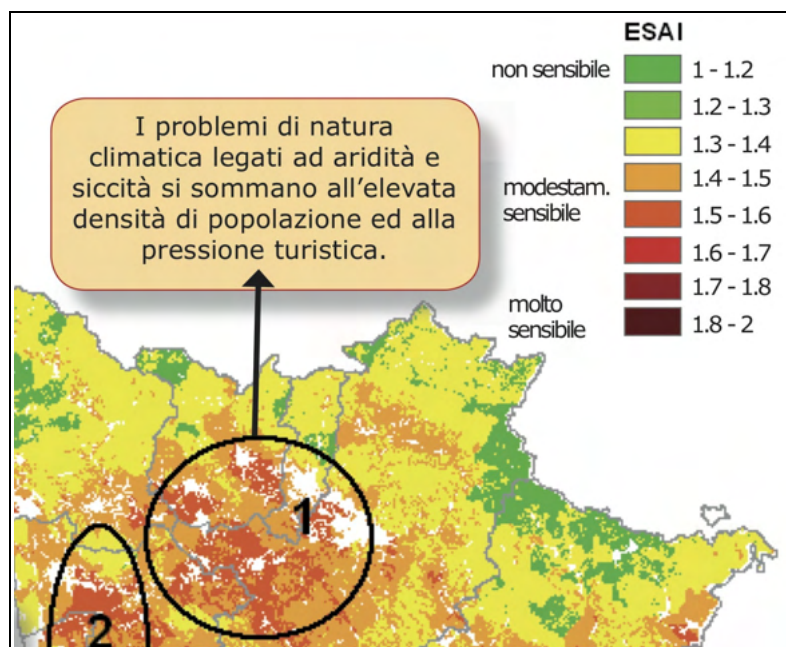 ESAI
non sensibile
1 - 1.2
1.2 - 1.3
1.3 - 1.4
modestam.
sensibile
1.4 - 1.5
1.5 - 1.6
1.6 - 1.7
molto
sensibile
1.7 - 1.8
1.8 - 2
I problemi di natura
climatica legati ad aridità e
siccità si sommano all'elevata
densità di popolazione ed alla
pressione turistica.
1
2